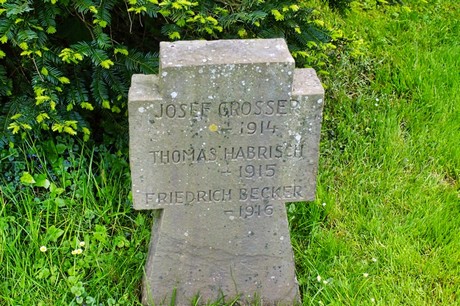 JOSEF GROSSER
- 1914
THOMAS HABRISCH
- 1915
FRIEDRICH BECKER
- 1916